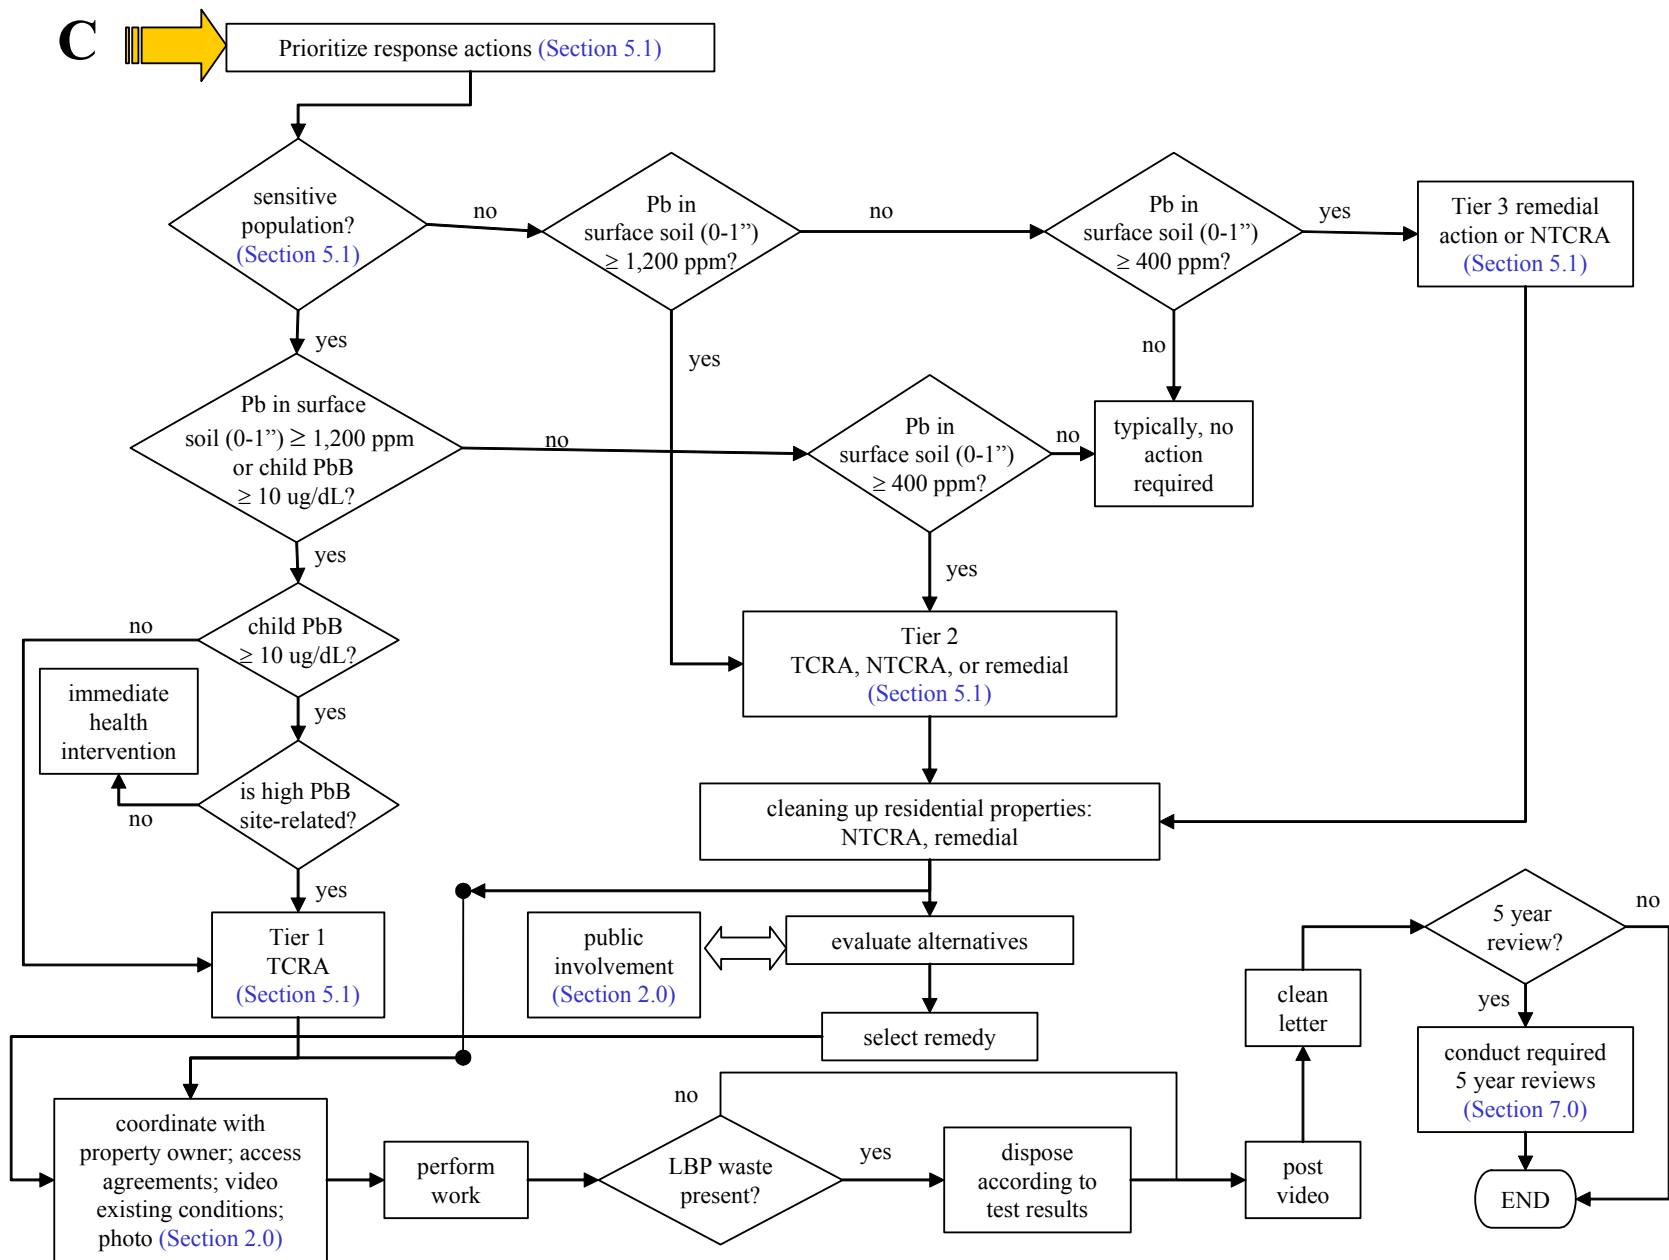 C
Prioritize response actions (Section 5.1)
sensitive
population?
(Section 5.1)
no
Pb in
surface soil (0-1”)
≥ 1,200 ppm?
no
Pb in
surface soil (0-1”)
≥ 400 ppm?
yes
Tier 3 remedial
action or NTCRA
(Section 5.1)
yes
yes
no
Pb in surface
soil (0-1”) ≥ 1,200 ppm
or child PbB
≥ 10 ug/dL?
no
Pb in
surface soil (0-1”)
≥ 400 ppm?
no
typically, no
action
required
yes
yes
child PbB
≥ 10 ug/dL?
no
yes
immediate
health
intervention
is high PbB
site-related?
no
yes
Tier 2
TCRA, NTCRA, or remedial
(Section 5.1)
cleaning up residential properties:
NTCRA, remedial
Tier 1
TCRA
(Section 5.1)
public
involvement
(Section 2.0)
evaluate alternatives
select remedy
coordinate with
property owner; access
agreements; video
existing conditions;
photo (Section 2.0)
perform
work
LBP waste
present?
no
yes
dispose
according to
test results
post
video
clean
letter
5 year
review?
no
yes
conduct required
5 year reviews
(Section 7.0)
END